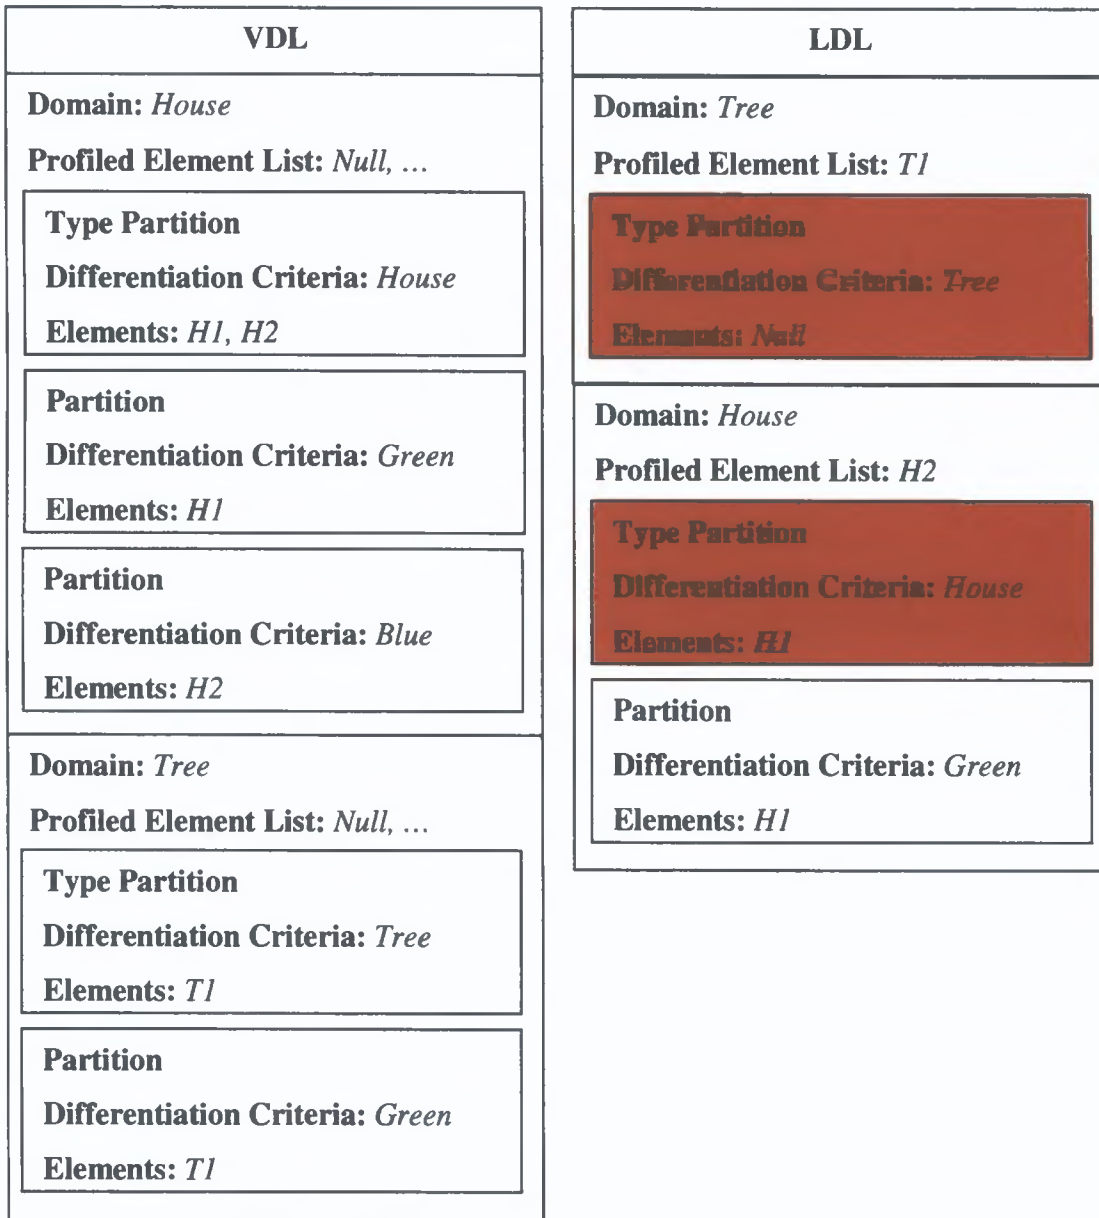 VDL
Domain: House
Profiled Element List: Null, ...
Type Partition
Differentiation Criteria: House
Elements: H1, H2
Partition
Differentiation Criteria: Green
Elements: H1
Partition
Differentiation Criteria: Blue
Elements: H2
Domain: Tree
Profiled Element List: Null, ...
Type Partition
Differentiation Criteria: Tree
Elements: T1
Partition
Differentiation Criteria: Green
Elements: T1
LDL
Domain: Tree
Profiled Element List: T1
Type Partition
Differentiation Criteria: Tree
Elements: Null
Domain: House
Profiled Element List: H2
Type Partition
Differentiation Criteria: House
Elements: H1
Partition
Differentiation Criteria: Green
Elements: H1